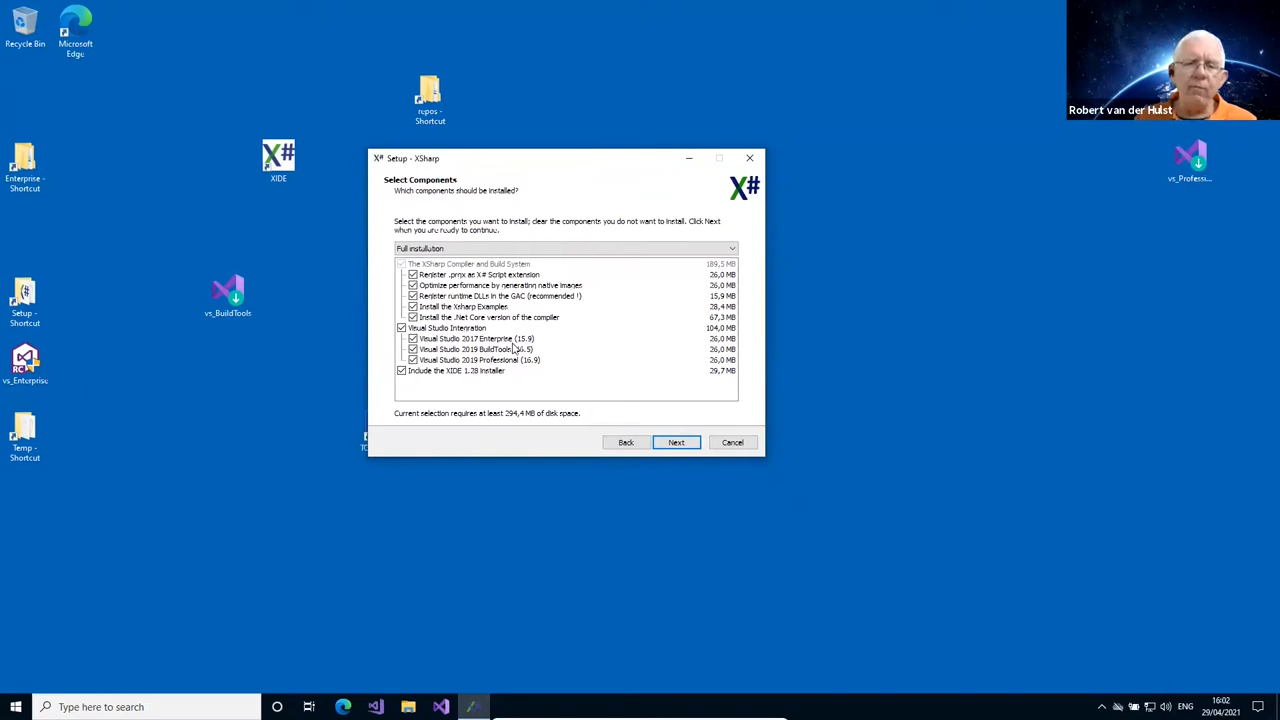 Recycle Bin
Microsoft
Edge
repos -
Shortcut
Robert van der Hulst
Enterprise -
Shortcut
X#
XIDE
vs_Professi...
X# Setup - XSharp
Select Components
Which components should be installed?
X#
Select the components you want to install; clear the components you do not want to install. Click Next
when you are ready to continue.
Full installation
The XSharp Compiler and Build System 189,5 MB
Register .prgx as X# Script extension 26,0 MB
Optimize performance by generating native images 26,0 MB
Register runtime DLLs in the GAC (recommended !) 15,9 MB
Install the Xsharp Examples 28,4 MB
Install the .Net Core version of the compiler 67,3 MB
Visual Studio Integration 104,0 MB
Visual Studio 2017 Enterprise (15.9) 26,0 MB
Visual Studio 2019 BuildTools 26,0 MB
Visual Studio 2019 Professional (16.9) 26,0 MB
Include the XIDE 1.28 installer 29,7 MB
Current selection requires at least 294,4 MB of disk space.
Back
Next
Cancel
Setup -
Shortcut
vs_BuildTools
RC
vs_Enterprise
Temp -
Shortcut
TC
Type here to search
ENG
16:02
29/04/2021